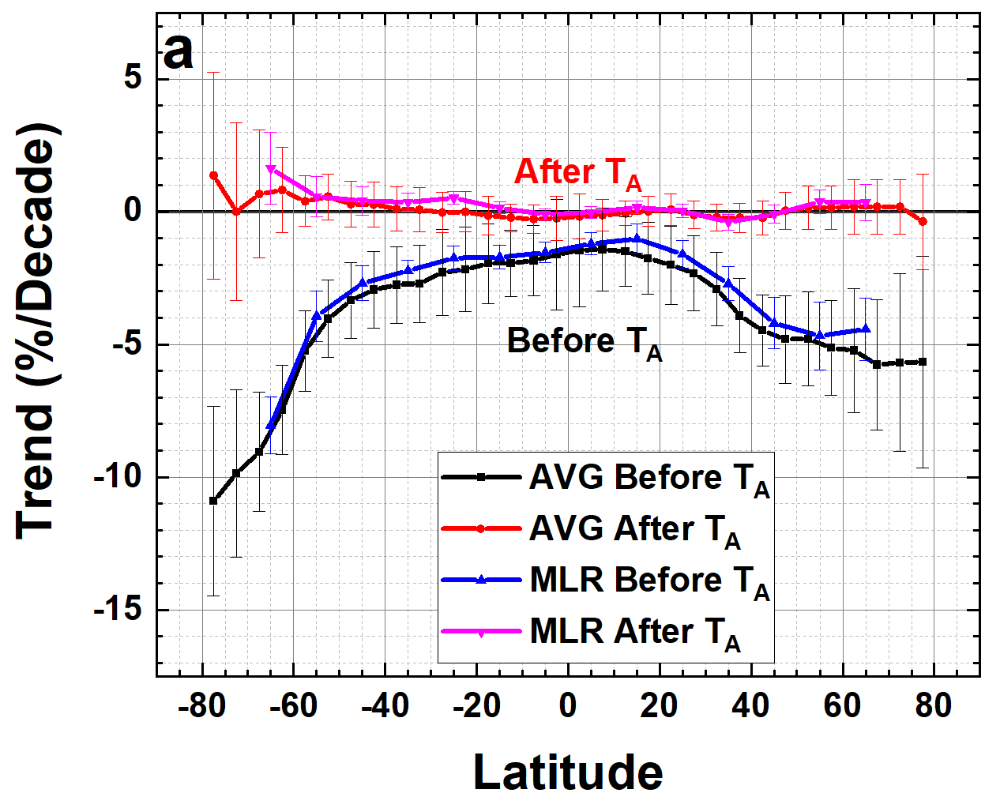 a
Trend (%/Decade)
5
0
-5
-10
-15
After TA
Before TA
AVG Before TA
AVG After TA
MLR Before TA
MLR After TA
-80 -60 -40 -20 0 20 40 60 80
Latitude